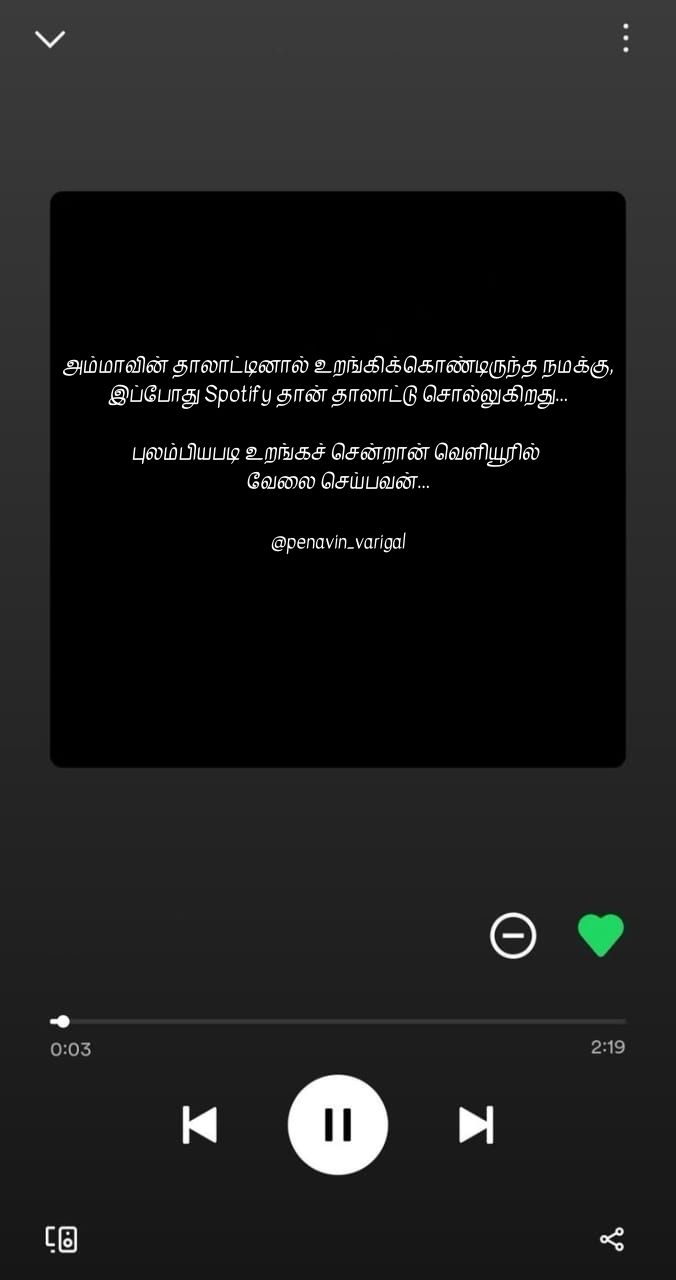 அம்மாவின் தாலாட்டினால் உறங்கிக்கொண்டிருந்த நமக்கு,
இப்போது Spotify தான் தாலாட்டு சொல்லுகிறது...
புலம்பியபடி உறங்கச் சென்றான் வெளியூரில்
வேலை செய்பவன்...
@penavin_varigal
0:03 2:19